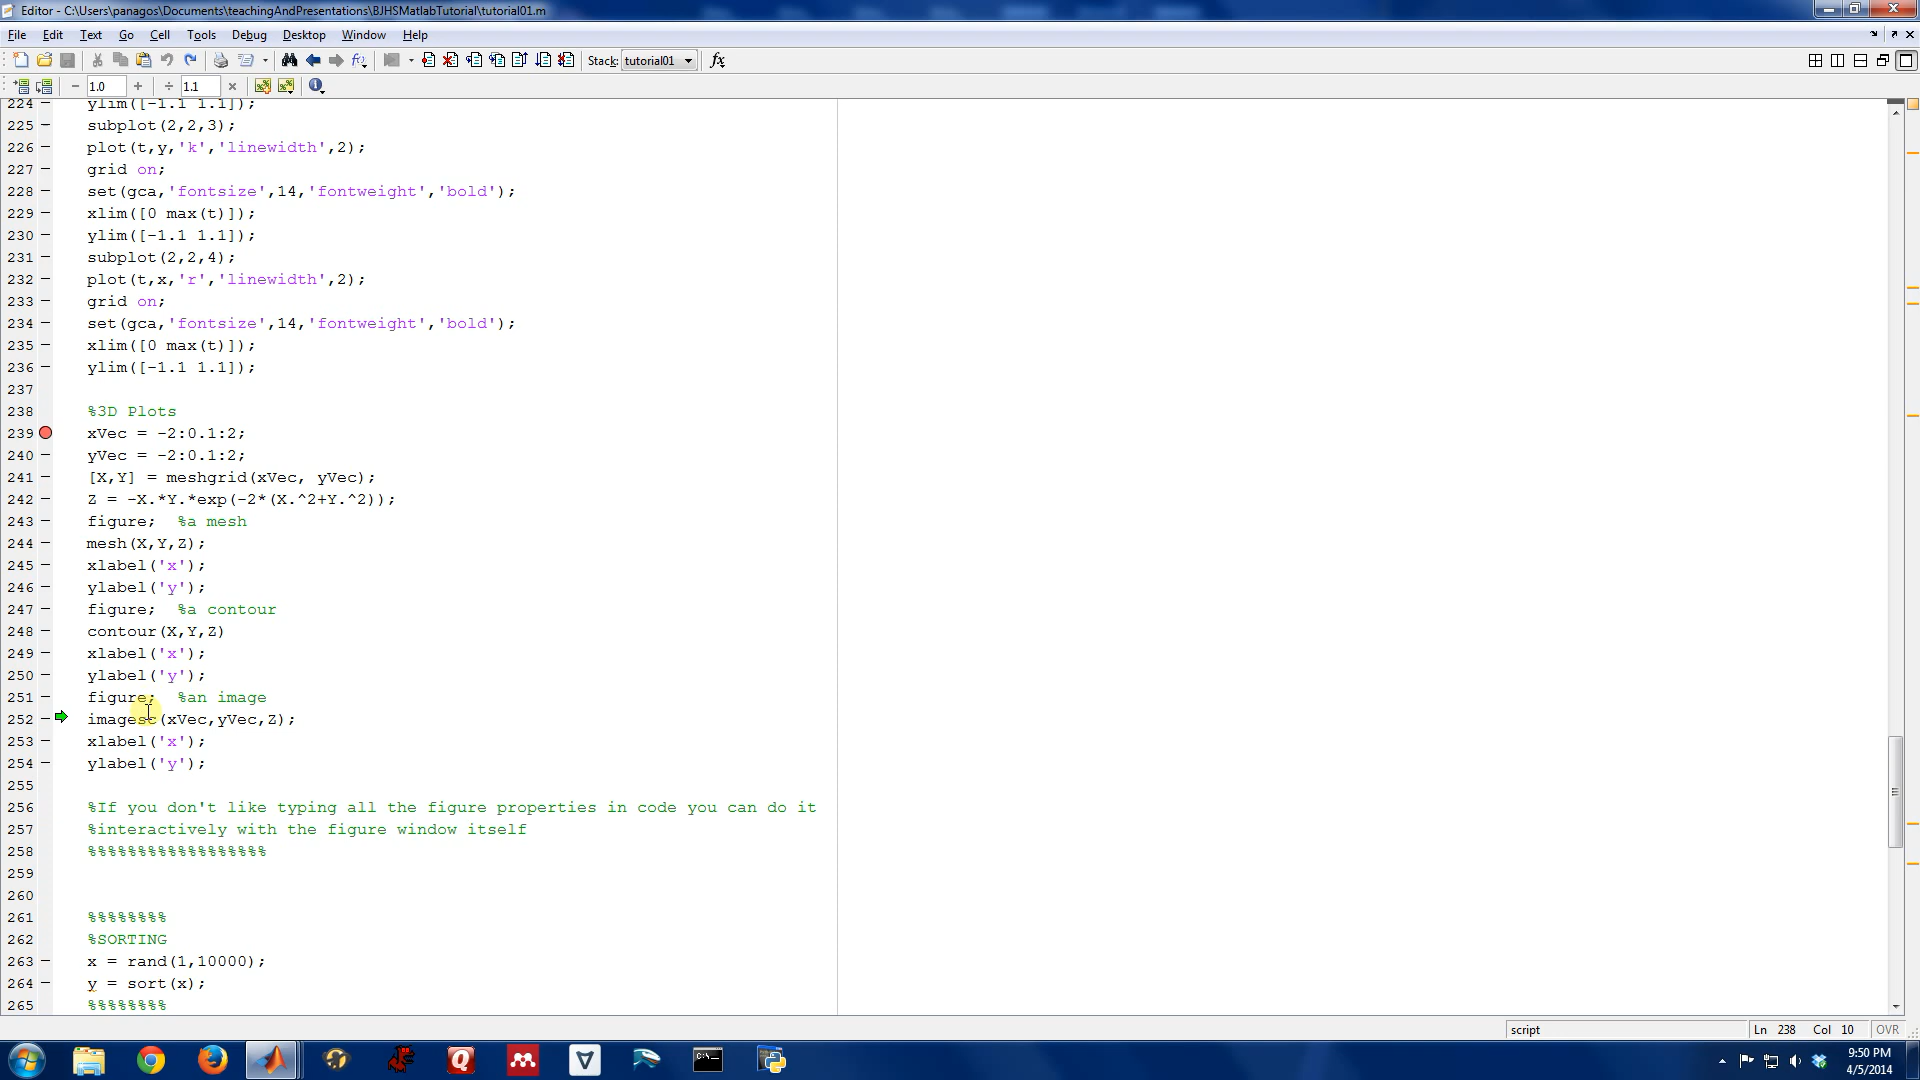 Editor - C:\Users\panagos\Documents\teachingAndPresentations\BJHSMatlabTutorial\tutorial01.m
File Edit Text Go Cell Tools Debug Desktop Window Help
Stack: tutorial01 fx
− 1.0 + ÷ 1.1 ×
224 − ylim([-1.1 1.1]);
225 − subplot(2,2,3);
226 − plot(t,y,'k','linewidth',2);
227 − grid on;
228 − set(gca,'fontsize',14,'fontweight','bold');
229 − xlim([0 max(t)]);
230 − ylim([-1.1 1.1]);
231 − subplot(2,2,4);
232 − plot(t,x,'r','linewidth',2);
233 − grid on;
234 − set(gca,'fontsize',14,'fontweight','bold');
235 − xlim([0 max(t)]);
236 − ylim([-1.1 1.1]);
237
238 %3D Plots
239 xVec = -2:0.1:2;
240 − yVec = -2:0.1:2;
241 − [X,Y] = meshgrid(xVec, yVec);
242 − Z = -X.*Y.*exp(-2*(X.^2+Y.^2));
243 − figure; %a mesh
244 − mesh(X,Y,Z);
245 − xlabel('x');
246 − ylabel('y');
247 − figure; %a contour
248 − contour(X,Y,Z)
249 − xlabel('x');
250 − ylabel('y');
251 − figure; %an image
252 − imagesc(xVec,yVec,Z);
253 − xlabel('x');
254 − ylabel('y');
255
256 %If you don't like typing all the figure properties in code you can do it
257 %interactively with the figure window itself
258 %%%%%%%%%%%%%%%%%%
259
260
261 %%%%%%%%
262 %SORTING
263 − x = rand(1,10000);
264 − y = sort(x);
265 %%%%%%%%
script Ln 238 Col 10 OVR
9:50 PM
4/5/2014